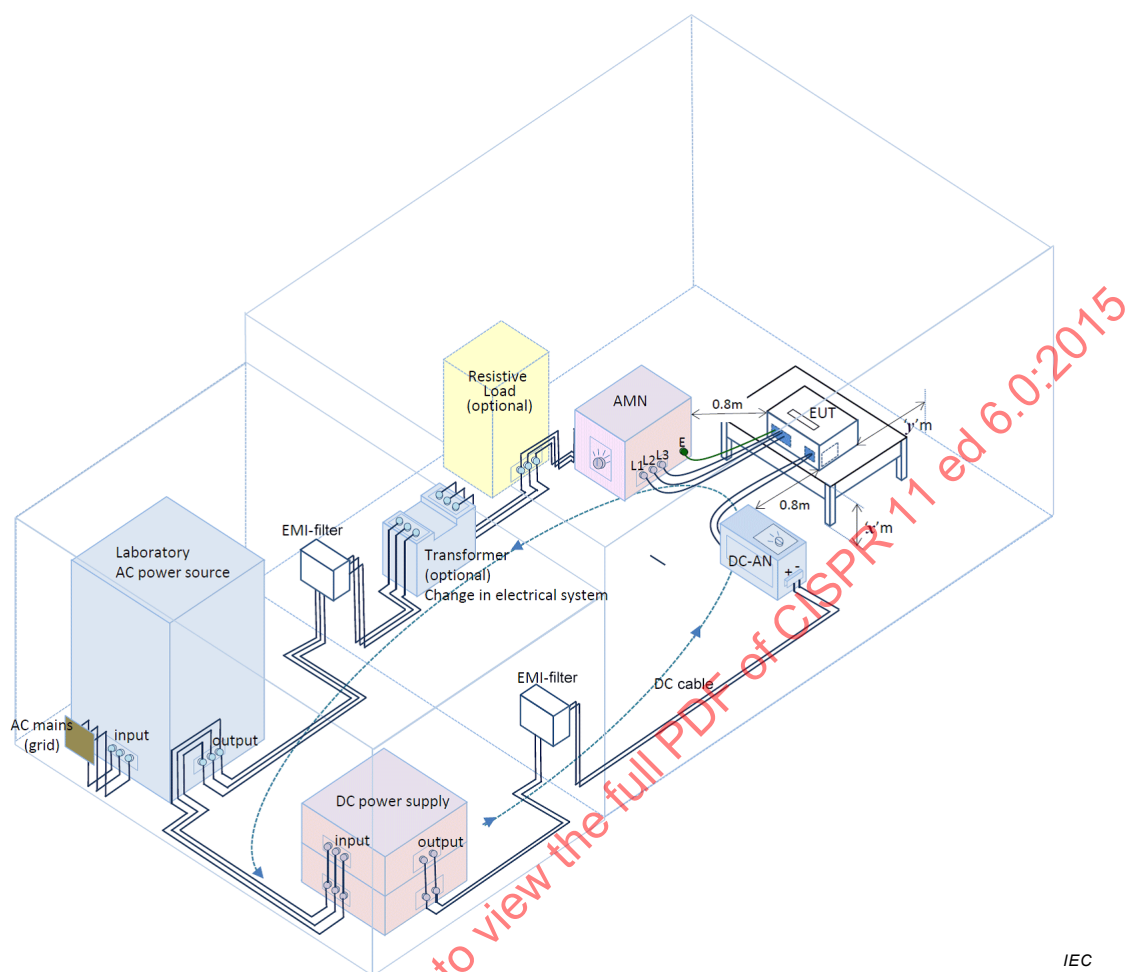 Resistive
Load
(optional)
AMN
0.8m
EUT
'y'm
E
L1
L2
L3
0.8m
'x'm
EMI-filter
Laboratory
AC power source
Transformer
(optional)
Change in electrical system
DC-AN
+
-
EMI-filter
DC cable
AC mains
(grid)
input
output
DC power supply
input
output
to view the full PDF of CISPR 11 ed 6.0:2015
IEC